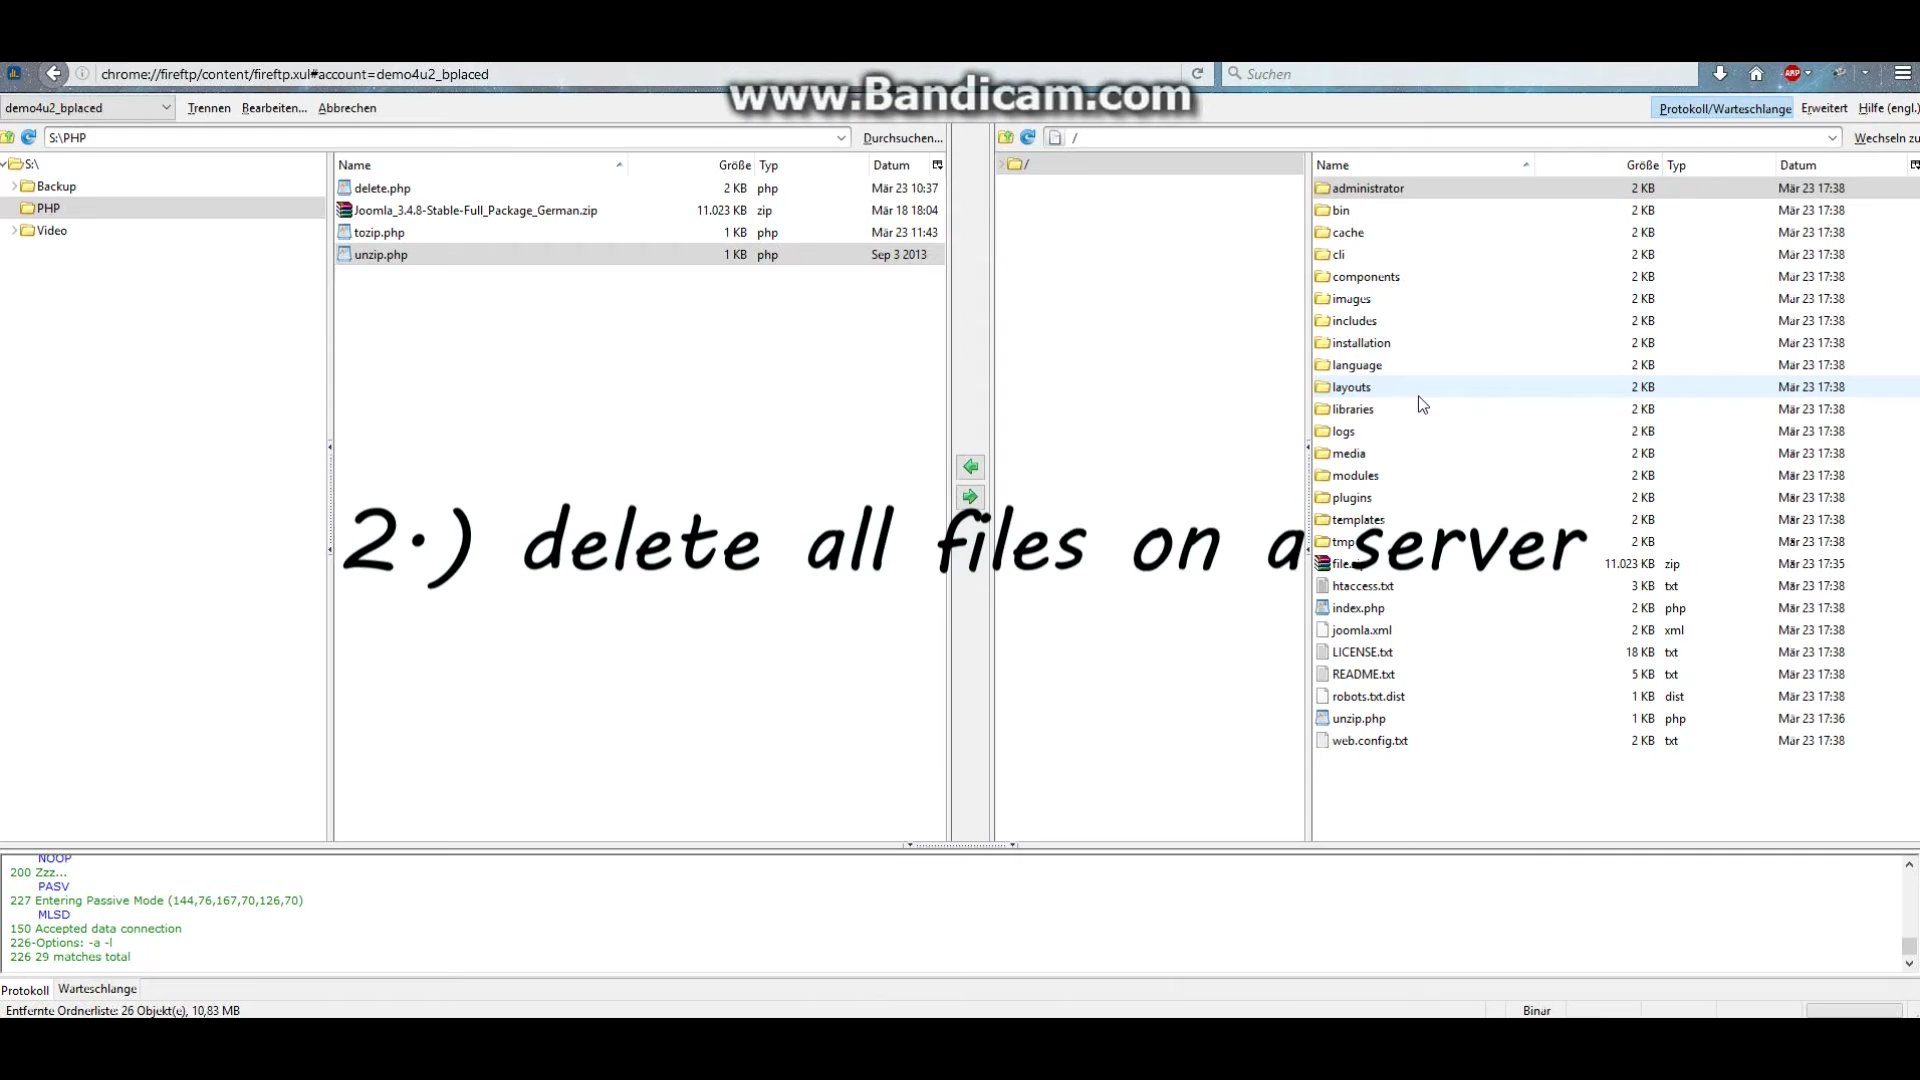 chrome://fireftp/content/fireftp.xul#account=demo4u2_bplaced
Suchen
www.Bandicam.com
demo4u2_bplaced Trennen Bearbeiten... Abbrechen
Protokoll/Warteschlange Erweitert Hilfe (engl.)
S:\PHP Durchsuchen...
/ Wechseln zu
S:\
Backup
PHP
Video
Name Größe Typ Datum
delete.php 2 KB php Mär 23 10:37
Joomla_3.4.8-Stable-Full_Package_German.zip 11.023 KB zip Mär 18 18:04
tozip.php 1 KB php Mär 23 11:43
unzip.php 1 KB php Sep 3 2013
/
Name Größe Typ Datum
administrator 2 KB Mär 23 17:38
bin 2 KB Mär 23 17:38
cache 2 KB Mär 23 17:38
cli 2 KB Mär 23 17:38
components 2 KB Mär 23 17:38
images 2 KB Mär 23 17:38
includes 2 KB Mär 23 17:38
installation 2 KB Mär 23 17:38
language 2 KB Mär 23 17:38
layouts 2 KB Mär 23 17:38
libraries 2 KB Mär 23 17:38
logs 2 KB Mär 23 17:38
media 2 KB Mär 23 17:38
modules 2 KB Mär 23 17:38
plugins 2 KB Mär 23 17:38
templates 2 KB Mär 23 17:38
tmp 2 KB Mär 23 17:38
file.zip 11.023 KB zip Mär 23 17:35
htaccess.txt 3 KB txt Mär 23 17:38
index.php 2 KB php Mär 23 17:38
joomla.xml 2 KB xml Mär 23 17:38
LICENSE.txt 18 KB txt Mär 23 17:38
README.txt 5 KB txt Mär 23 17:38
robots.txt.dist 1 KB dist Mär 23 17:38
unzip.php 1 KB php Mär 23 17:36
web.config.txt 2 KB txt Mär 23 17:38
2.) delete all files on a server
NOOP
200 Zzz...
PASV
227 Entering Passive Mode (144,76,167,70,126,70)
MLSD
150 Accepted data connection
226-Options: -a -l
226 29 matches total
Protokoll Warteschlange
Entfernte Ordnerliste: 26 Objekt(e), 10,83 MB
Binär